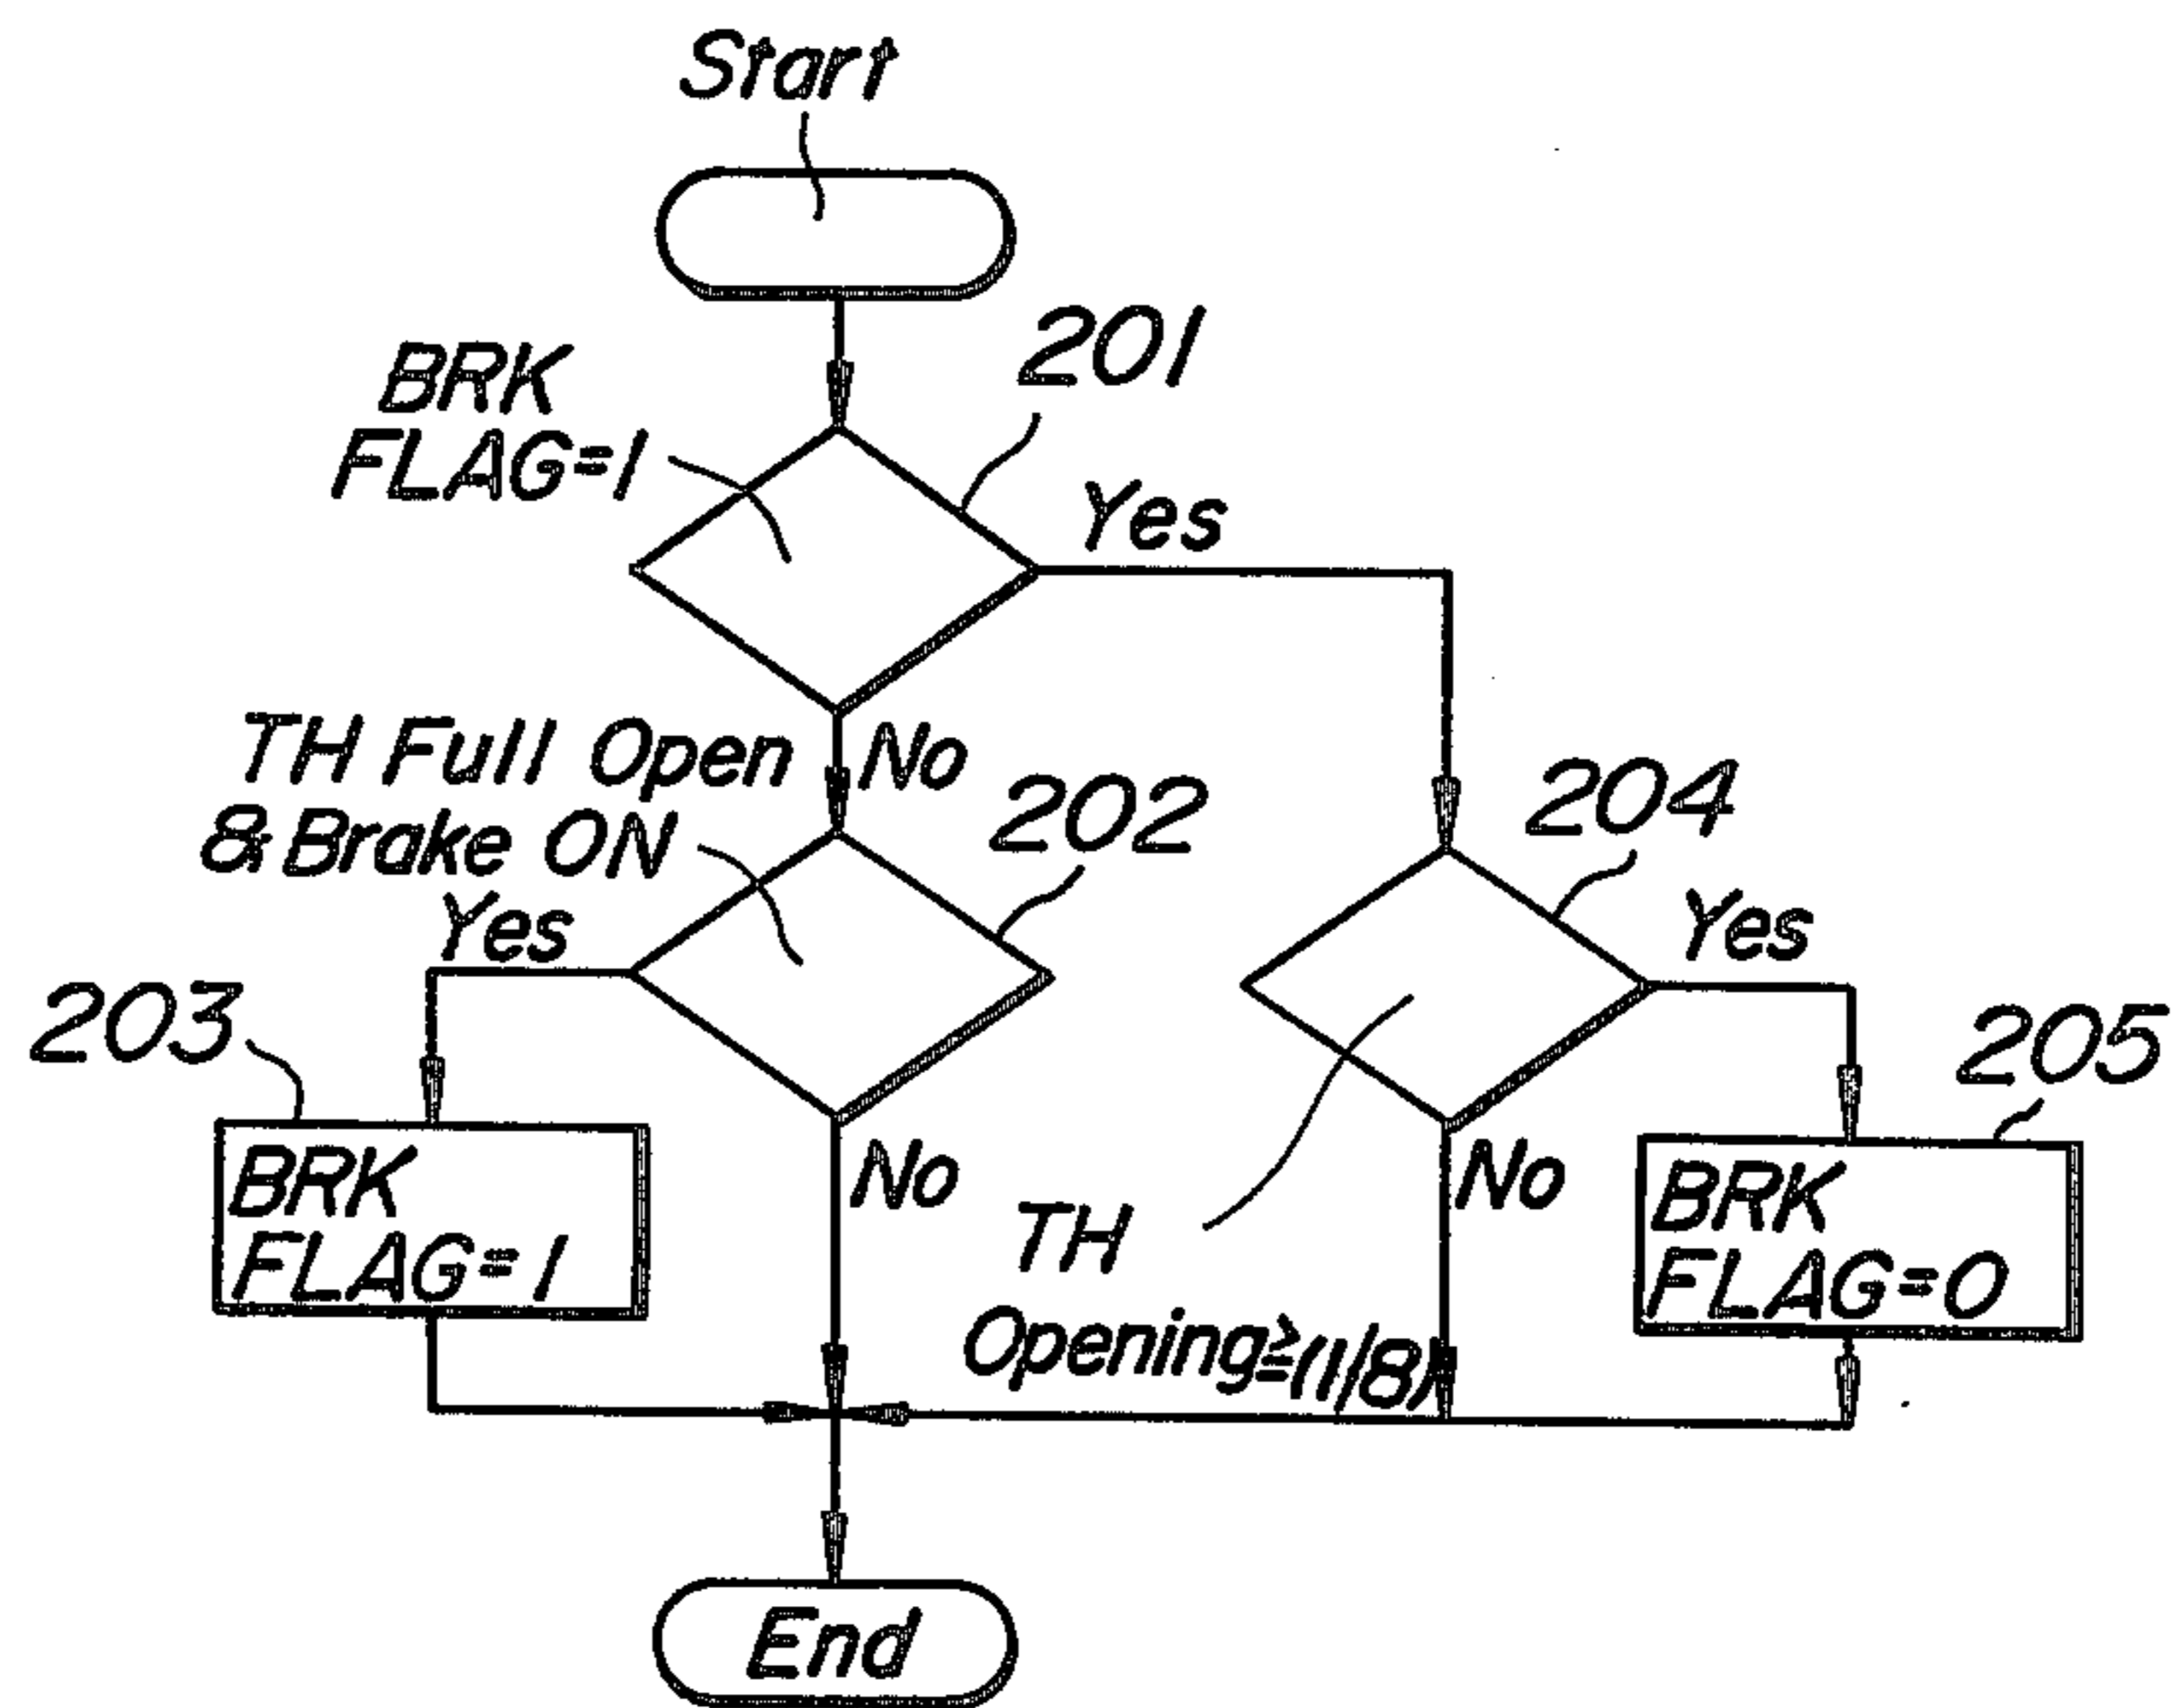 Start
BRK
FLAG=1
201
Yes
TH Full Open
& Brake ON
No
202
204
Yes
Yes
203
205
BRK
FLAG=1
No
No
TH
Opening≧(1/8)
BRK
FLAG=0
End